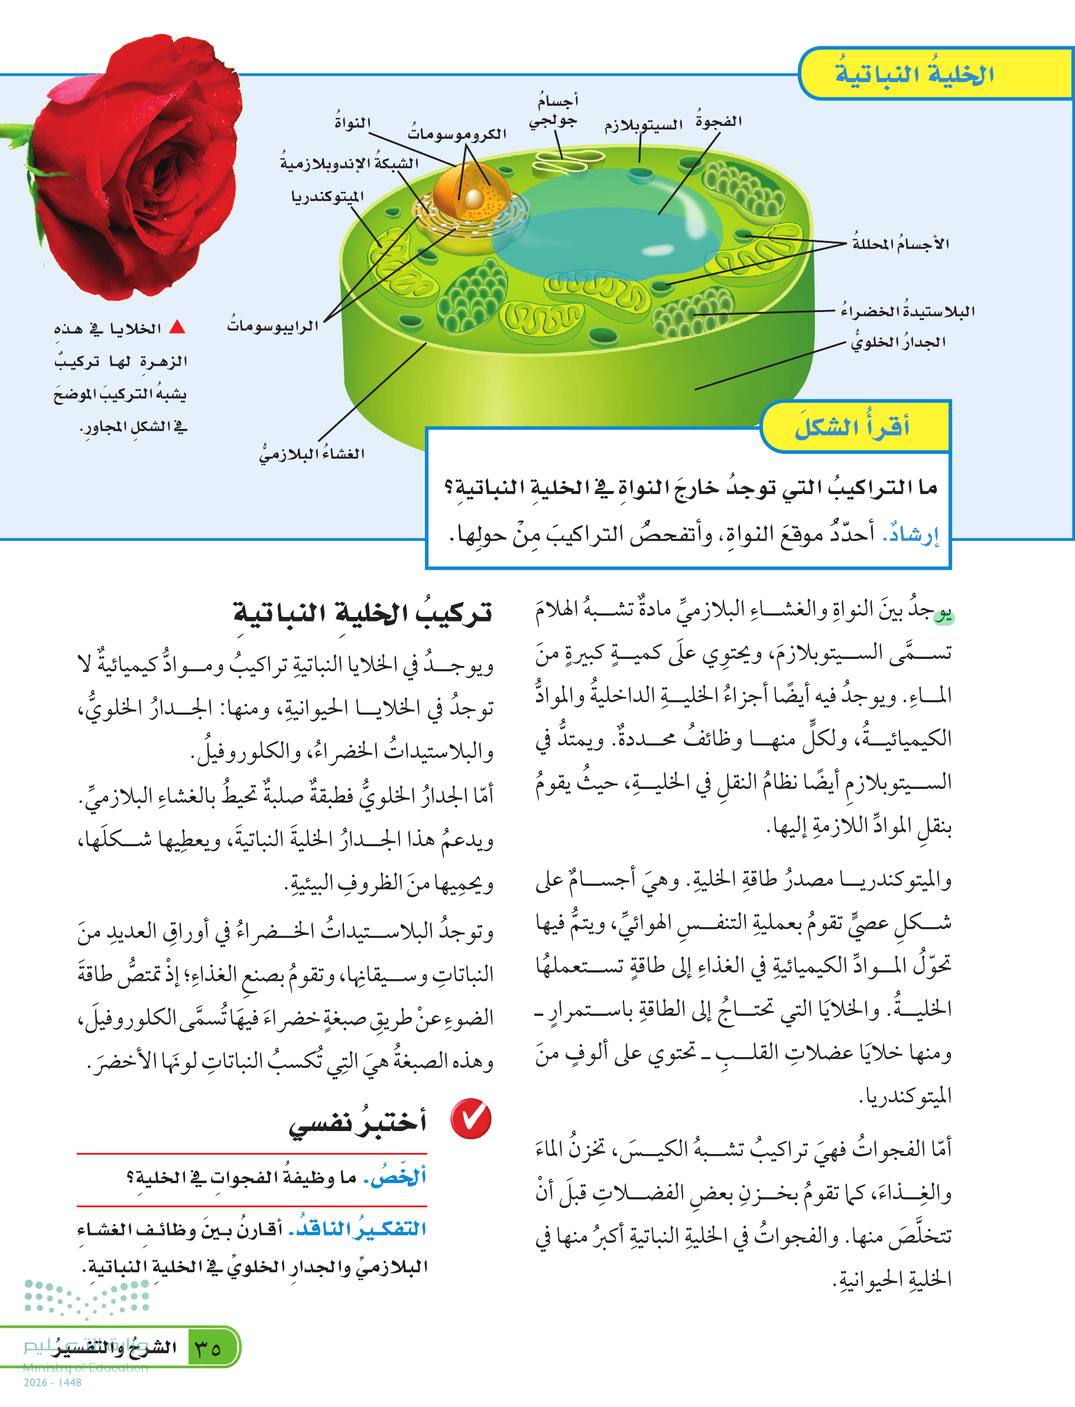 الخليةُ النباتيةُ
أجسامُ
جولجي
النواةُ
الكروموسوماتُ
السيتوبلازم
الفجوةُ
الشبكةُ الإندوبلازميةُ
الميتوكندريا
الأجسامُ المحللةُ
البلاستيدةُ الخضراءُ
الجدارُ الخلويُّ
الرايبوسوماتُ
الغشاءُ البلازميُّ
▲ الخلايا في هذهِ
الزهرةِ لها تركيبٌ
يشبهُ التركيبَ الموضحَ
في الشكلِ المجاورِ.
أقرأُ الشكلَ
ما التراكيبُ التي توجدُ خارجَ النواةِ في الخليةِ النباتيةِ؟
إرشادٌ. أحدّدُ موقعَ النواةِ، وأتفحصُ التراكيبَ مِنْ حولِها.
يوجدُ بينَ النواةِ والغشاءِ البلازميِّ مادةٌ تشبهُ الهلامَ
تسمَّى السيتوبلازمَ، ويحتوِي علَى كميةٍ كبيرةٍ منَ
الماءِ. ويوجدُ فيه أيضًا أجزاءُ الخليةِ الداخليةُ والموادُّ
الكيميائيةُ، ولكلٍّ منها وظائفُ محددةٌ. ويمتدُّ في
السيتوبلازمِ أيضًا نظامُ النقلِ في الخليةِ، حيثُ يقومُ
بنقلِ الموادِّ اللازمةِ إليها.
والميتوكندريا مصدرُ طاقةِ الخليةِ. وهيَ أجسامٌ على
شكلِ عصيٍّ تقومُ بعمليةِ التنفسِ الهوائيِّ، ويتمُّ فيها
تحوّلُ الموادِّ الكيميائيةِ في الغذاءِ إلى طاقةٍ تستعملهُا
الخليةُ. والخلايَا التي تحتاجُ إلى الطاقةِ باستمرارٍ ـ
ومنها خلايَا عضلاتِ القلبِ ـ تحتوي على ألوفٍ منَ
الميتوكندريا.
أمّا الفجواتُ فهيَ تراكيبُ تشبهُ الكيسَ، تخزنُ الماءَ
والغذاءَ، كما تقومُ بخزنِ بعضِ الفضلاتِ قبلَ أنْ
تتخلَّصَ منها. والفجواتُ في الخليةِ النباتيةِ أكبرُ منها في
الخليةِ الحيوانيةِ.
تركيبُ الخليةِ النباتيةِ
ويوجدُ في الخلايا النباتيةِ تراكيبُ وموادُّ كيميائيةٌ لا
توجدُ في الخلايا الحيوانيةِ، ومنها: الجدارُ الخلويُّ،
والبلاستيداتُ الخضراءُ، والكلوروفيلُ.
أمّا الجدارُ الخلويُّ فطبقةٌ صلبةٌ تحيطُ بالغشاءِ البلازميِّ.
ويدعمُ هذا الجدارُ الخليةَ النباتيةَ، ويعطِيها شكلَها،
ويحمِيها منَ الظروفِ البيئيةِ.
وتوجدُ البلاستيداتُ الخضراءُ في أوراقِ العديدِ منَ
النباتاتِ وسيقانِها، وتقومُ بصنعِ الغذاءِ؛ إذْ تمتصُّ طاقةَ
الضوءِ عنْ طريقِ صبغةٍ خضراءَ فيهَا تُسمَّى الكلوروفيلَ،
وهذه الصبغةُ هيَ التِي تُكسبُ النباتاتِ لونَها الأخضرَ.
أختبرُ نفسي
ألخّصُ. ما وظيفةُ الفجواتِ في الخليةِ؟
التفكيرُ الناقدُ. أقارنُ بينَ وظائفِ الغشاءِ
البلازميِّ والجدارِ الخلويِّ في الخليةِ النباتيةِ.
الشرحُ والتفسيرُ ٣٥
وزارة التعليم
Ministry of Education
2026 - 1448